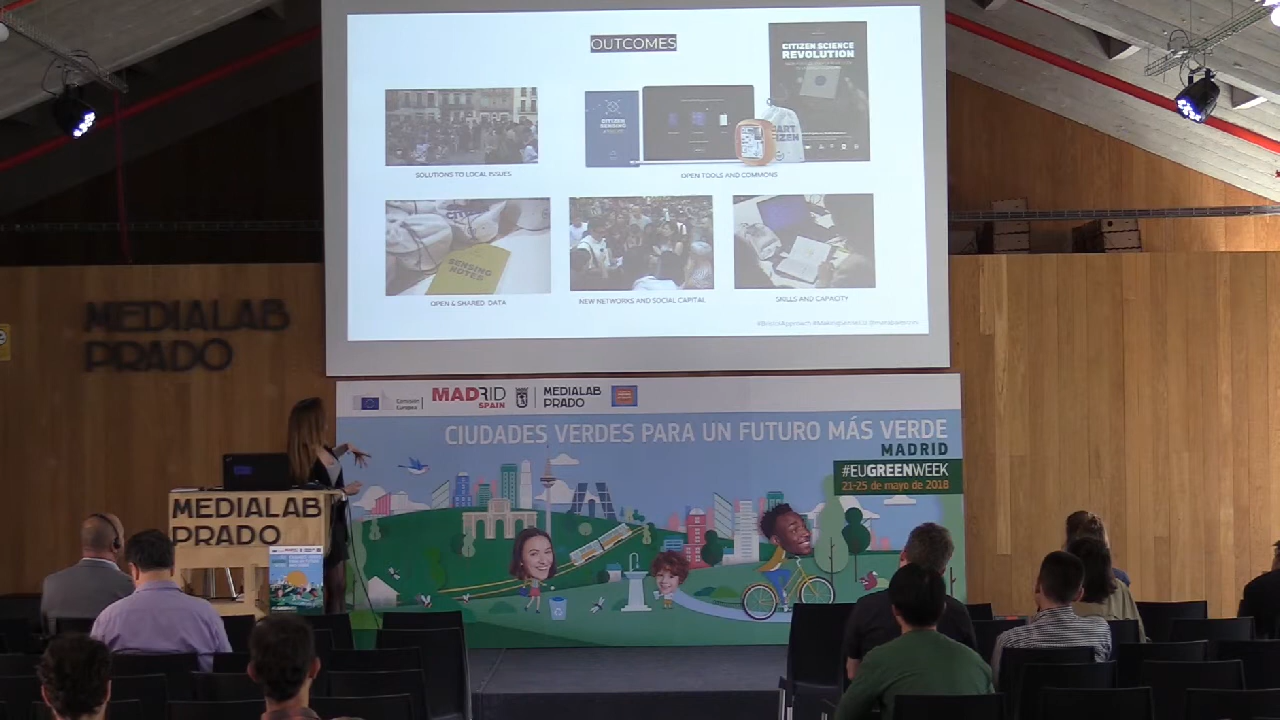 OUTCOMES
CITIZEN SCIENCE
REVOLUTION
CITIZEN
SENSING
SOLUTIONS TO LOCAL ISSUES
OPEN TOOLS AND COMMONS
SENSING
NOTES
OPEN & SHARED DATA
NEW NETWORKS AND SOCIAL CAPITAL
SKILLS AND CAPACITY
MEDIALAB
PRADO
Comisión
Europea
MADRID
SPAIN
MEDIALAB
PRADO
CIUDADES VERDES PARA UN FUTURO MÁS VERDE
MADRID
#EUGREENWEEK
21-25 de mayo de 2018
MEDIALAB
PRADO